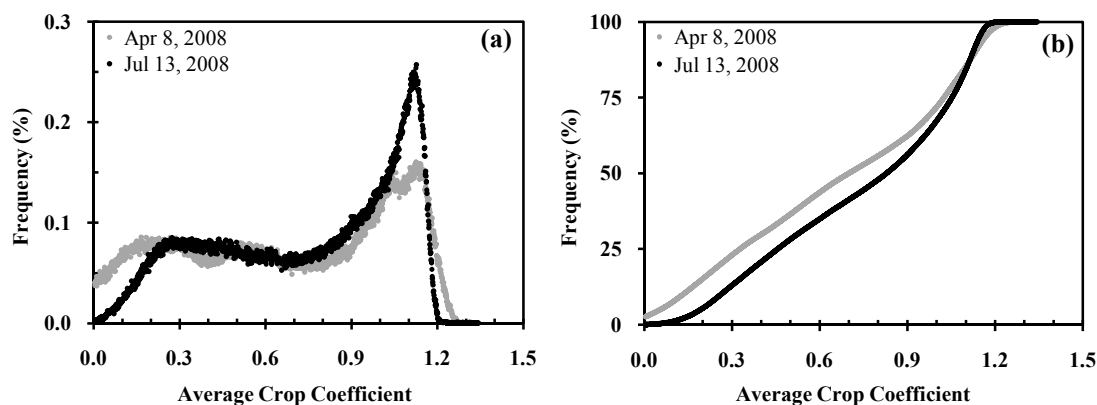 (a)
Apr 8, 2008
Jul 13, 2008
Frequency (%)
0.3
0.2
0.1
0.0
0.0 0.3 0.6 0.9 1.2 1.5
Average Crop Coefficient
(b)
Apr 8, 2008
Jul 13, 2008
Frequency (%)
100
75
50
25
0
0.0 0.3 0.6 0.9 1.2 1.5
Average Crop Coefficient